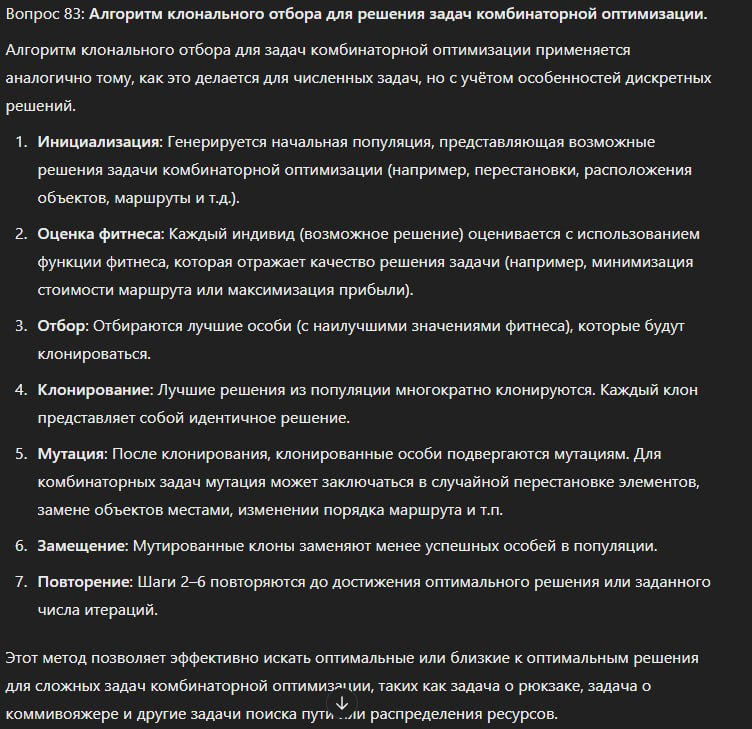 Вопрос 83: Алгоритм клонального отбора для решения задач комбинаторной оптимизации.
Алгоритм клонального отбора для задач комбинаторной оптимизации применяется
аналогично тому, как это делается для численных задач, но с учётом особенностей дискретных
решений.
1. Инициализация: Генерируется начальная популяция, представляющая возможные
решения задачи комбинаторной оптимизации (например, перестановки, расположения
объектов, маршруты и т.д.).
2. Оценка фитнеса: Каждый индивид (возможное решение) оценивается с использованием
функции фитнеса, которая отражает качество решения задачи (например, минимизация
стоимости маршрута или максимизация прибыли).
3. Отбор: Отбираются лучшие особи (с наилучшими значениями фитнеса), которые будут
клонироваться.
4. Клонирование: Лучшие решения из популяции многократно клонируются. Каждый клон
представляет собой идентичное решение.
5. Мутация: После клонирования, клонированные особи подвергаются мутациям. Для
комбинаторных задач мутация может заключаться в случайной перестановке элементов,
замене объектов местами, изменении порядка маршрута и т.п.
6. Замещение: Мутированные клоны заменяют менее успешных особей в популяции.
7. Повторение: Шаги 2–6 повторяются до достижения оптимального решения или заданного
числа итераций.
Этот метод позволяет эффективно искать оптимальные или близкие к оптимальным решения
для сложных задач комбинаторной оптимизации, таких как задача о рюкзаке, задача о
коммивояжере и другие задачи поиска пути или распределения ресурсов.